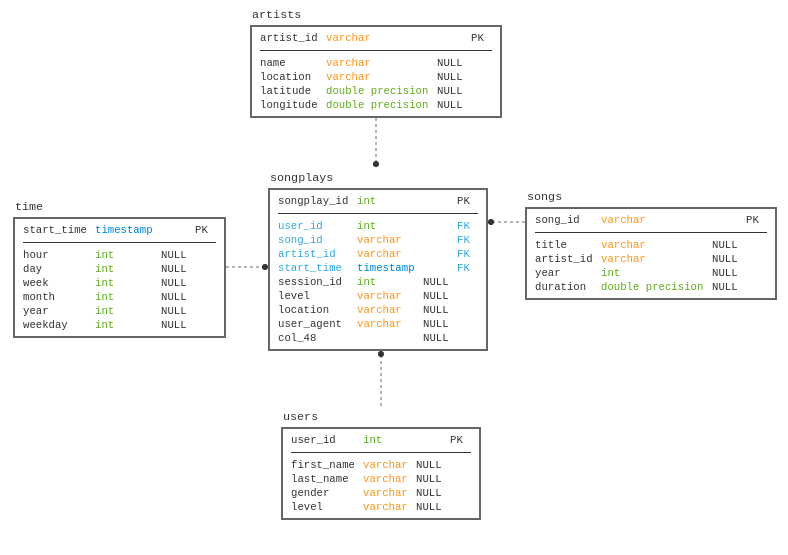 artists
artist_id varchar PK
name varchar NULL
location varchar NULL
latitude double precision NULL
longitude double precision NULL
songplays
songplay_id int PK
user_id int FK
song_id varchar FK
artist_id varchar FK
start_time timestamp FK
session_id int NULL
level varchar NULL
location varchar NULL
user_agent varchar NULL
col_48 NULL
time
start_time timestamp PK
hour int NULL
day int NULL
week int NULL
month int NULL
year int NULL
weekday int NULL
songs
song_id varchar PK
title varchar NULL
artist_id varchar NULL
year int NULL
duration double precision NULL
users
user_id int PK
first_name varchar NULL
last_name varchar NULL
gender varchar NULL
level varchar NULL